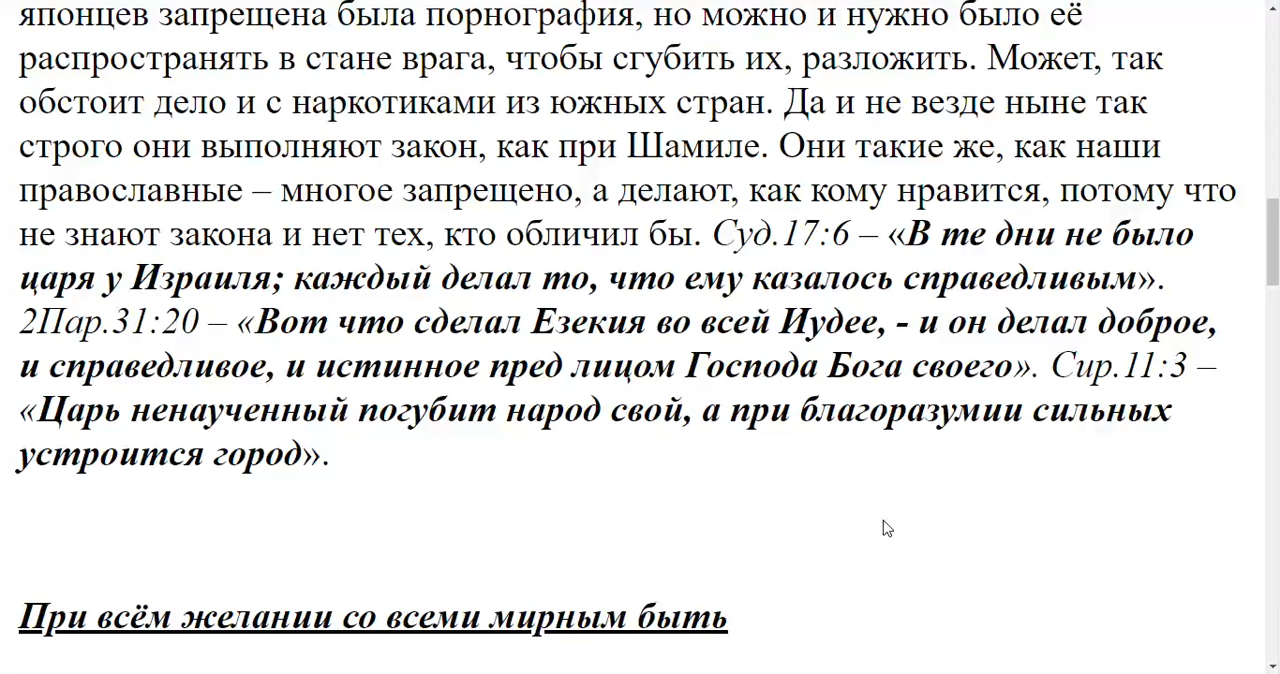 японцев запрещена была порнография, но можно и нужно было её
распространять в стане врага, чтобы сгубить их, разложить. Может, так
обстоит дело и с наркотиками из южных стран. Да и не везде ныне так
строго они выполняют закон, как при Шамиле. Они такие же, как наши
православные – многое запрещено, а делают, как кому нравится, потому что
не знают закона и нет тех, кто обличил бы. Суд.17:6 – «В те дни не было
царя у Израиля; каждый делал то, что ему казалось справедливым».
2Пар.31:20 – «Вот что сделал Езекия во всей Иудее, - и он делал доброе,
и справедливое, и истинное пред лицом Господа Бога своего». Сир.11:3 –
«Царь ненаученный погубит народ свой, а при благоразумии сильных
устроится город».
При всём желании со всеми мирным быть